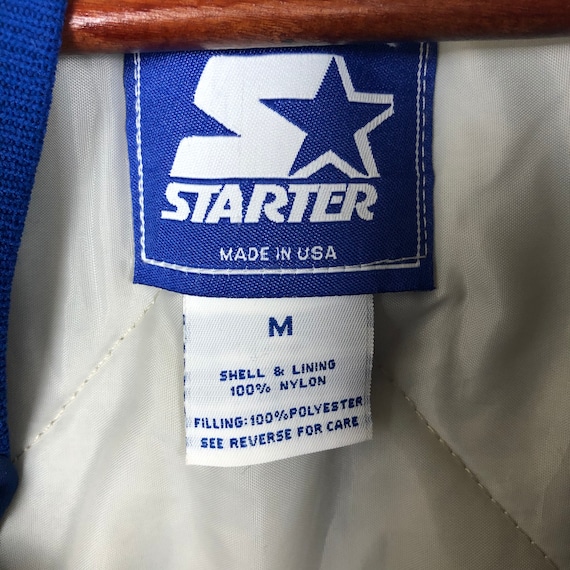 STARTER
MADE IN USA
M
SHELL & LINING
100% NYLON
FILLING:100%POLYESTER
SEE REVERSE FOR CARE